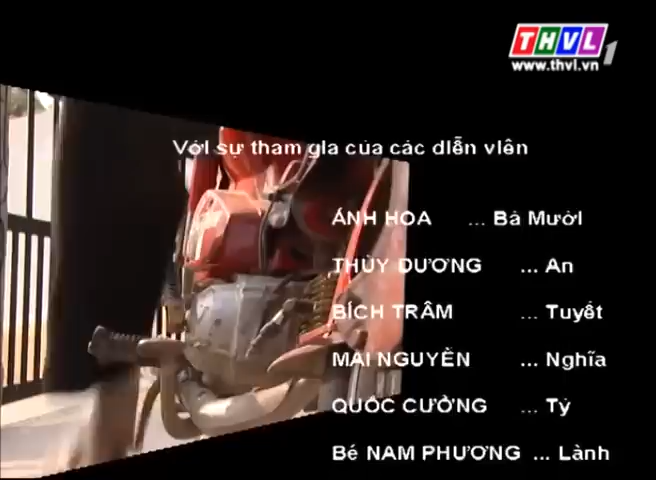 THVL1
www.thvl.vn
Với sự tham gia của các diễn viên
ÁNH HOA ... Bà Mười
THÙY DƯƠNG ... An
BÍCH TRÂM ... Tuyết
MAI NGUYÊN ... Nghĩa
QUỐC CƯỜNG ... Tỷ
Bé NAM PHƯƠNG ... Lành